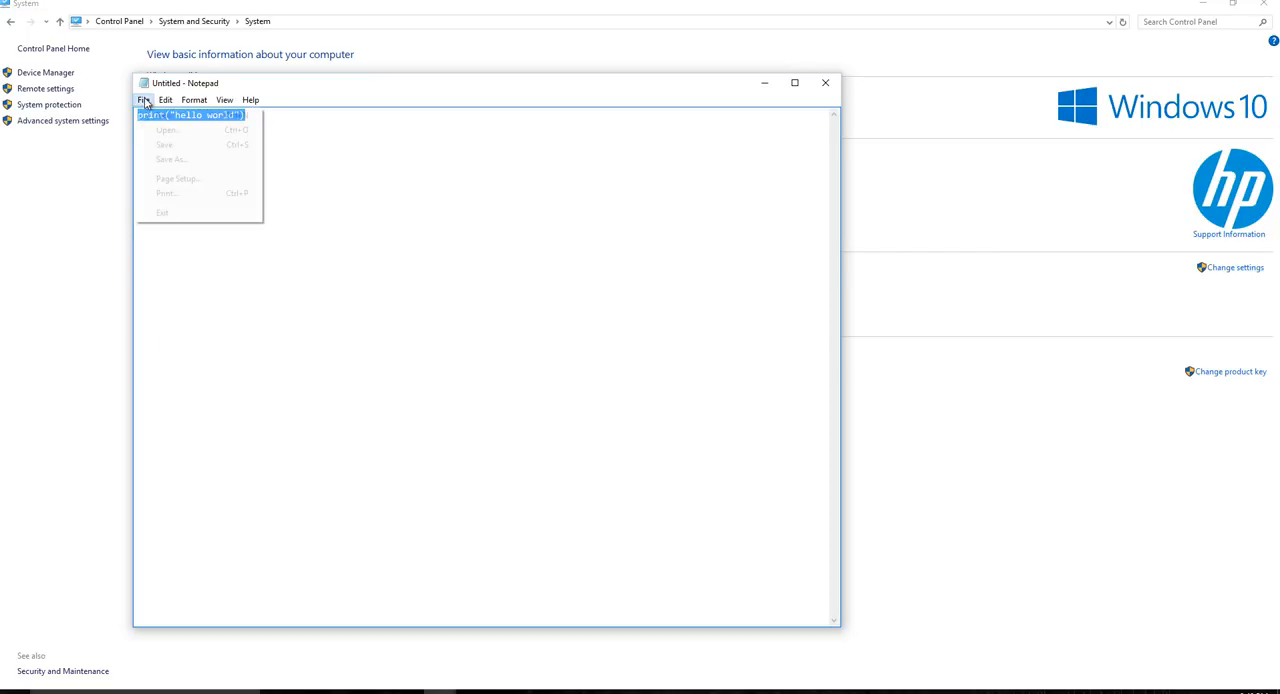 System
Control Panel > System and Security > System
Search Control Panel
Control Panel Home
View basic information about your computer
Device Manager
Remote settings
System protection
Advanced system settings
Untitled - Notepad
File Edit Format View Help
print("hello world")
Open... Ctrl+O
Save Ctrl+S
Save As...
Page Setup...
Print... Ctrl+P
Exit
Windows 10
hp
Support Information
Change settings
Change product key
See also
Security and Maintenance